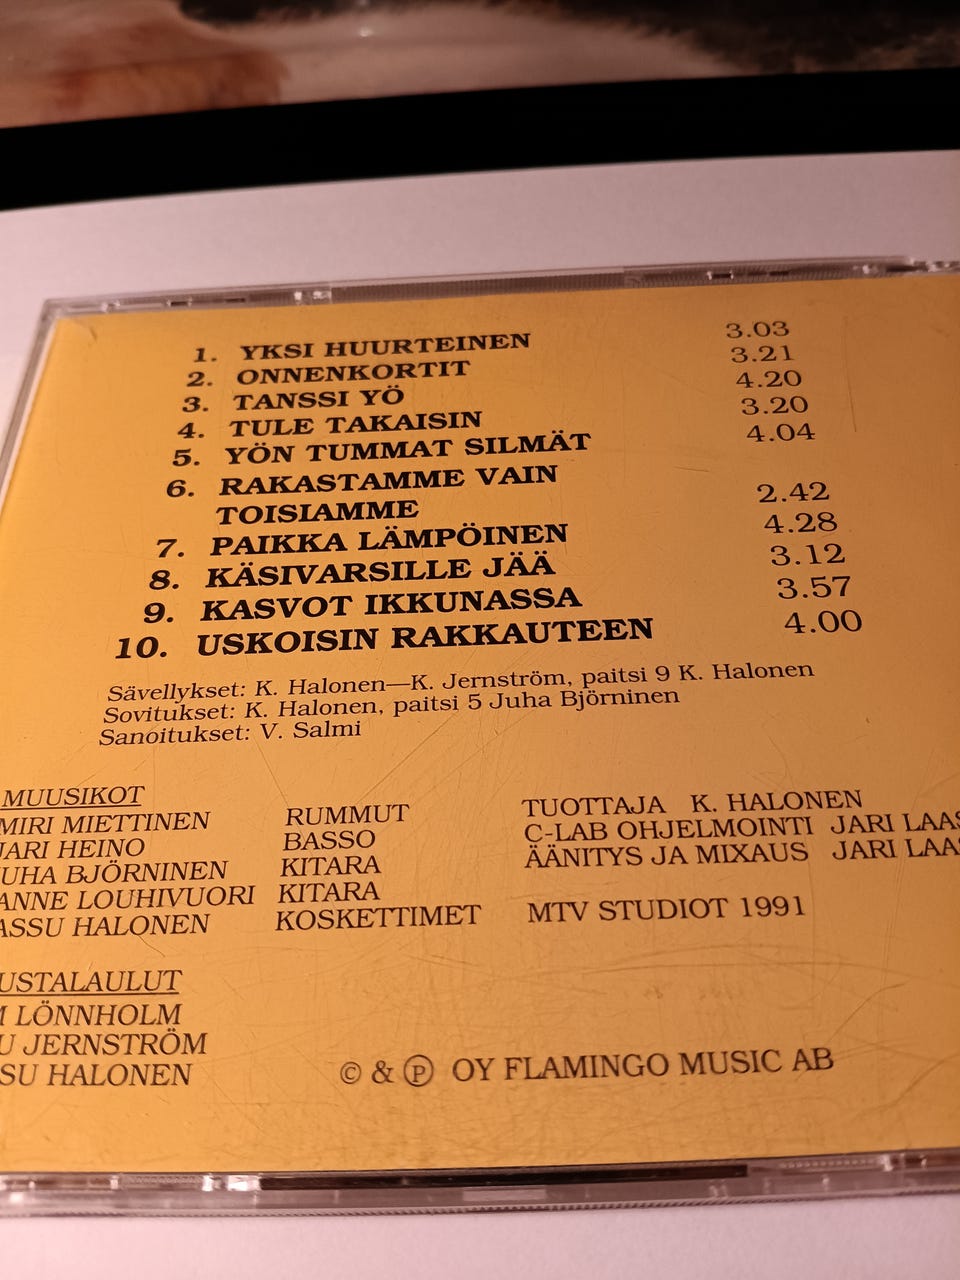 1. YKSI HUURTEINEN 3.03
2. ONNENKORTIT 3.21
3. TANSSI YÖ 4.20
4. TULE TAKAISIN 3.20
5. YÖN TUMMAT SILMÄT 4.04
6. RAKASTAMME VAIN
TOISIAMME 2.42
7. PAIKKA LÄMPÖINEN 4.28
8. KÄSIVARSILLE JÄÄ 3.12
9. KASVOT IKKUNASSA 3.57
10. USKOISIN RAKKAUTEEN 4.00
Sävellykset: K. Halonen—K. Jernström, paitsi 9 K. Halonen
Sovitukset: K. Halonen, paitsi 5 Juha Björninen
Sanoitukset: V. Salmi
MUUSIKOT
MIRI MIETTINEN RUMMUT
JARI HEINO BASSO
UHA BJÖRNINEN KITARA
ANNE LOUHIVUORI KITARA
ASSU HALONEN KOSKETTIMET
TUOTTAJA K. HALONEN
C-LAB OHJELMOINTI JARI LAAS
ÄÄNITYS JA MIXAUS JARI LAAS
MTV STUDIOT 1991
USTALAULUT
LÖNNHOLM
U JERNSTRÖM
SU HALONEN
© & ℗ OY FLAMINGO MUSIC AB